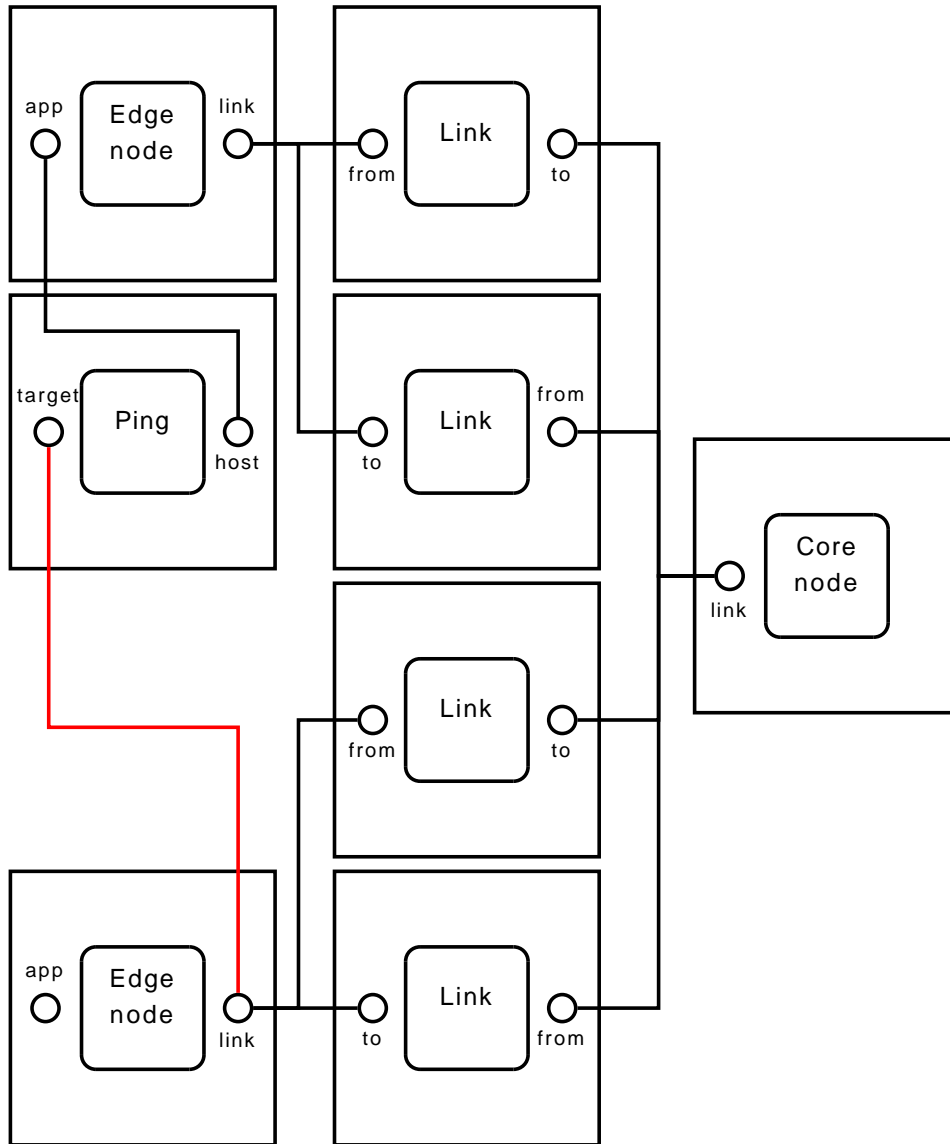 app
Edge
node
link
from
Link
to
target
Ping
host
to
Link
from
link
Core
node
from
Link
to
app
Edge
node
link
to
Link
from